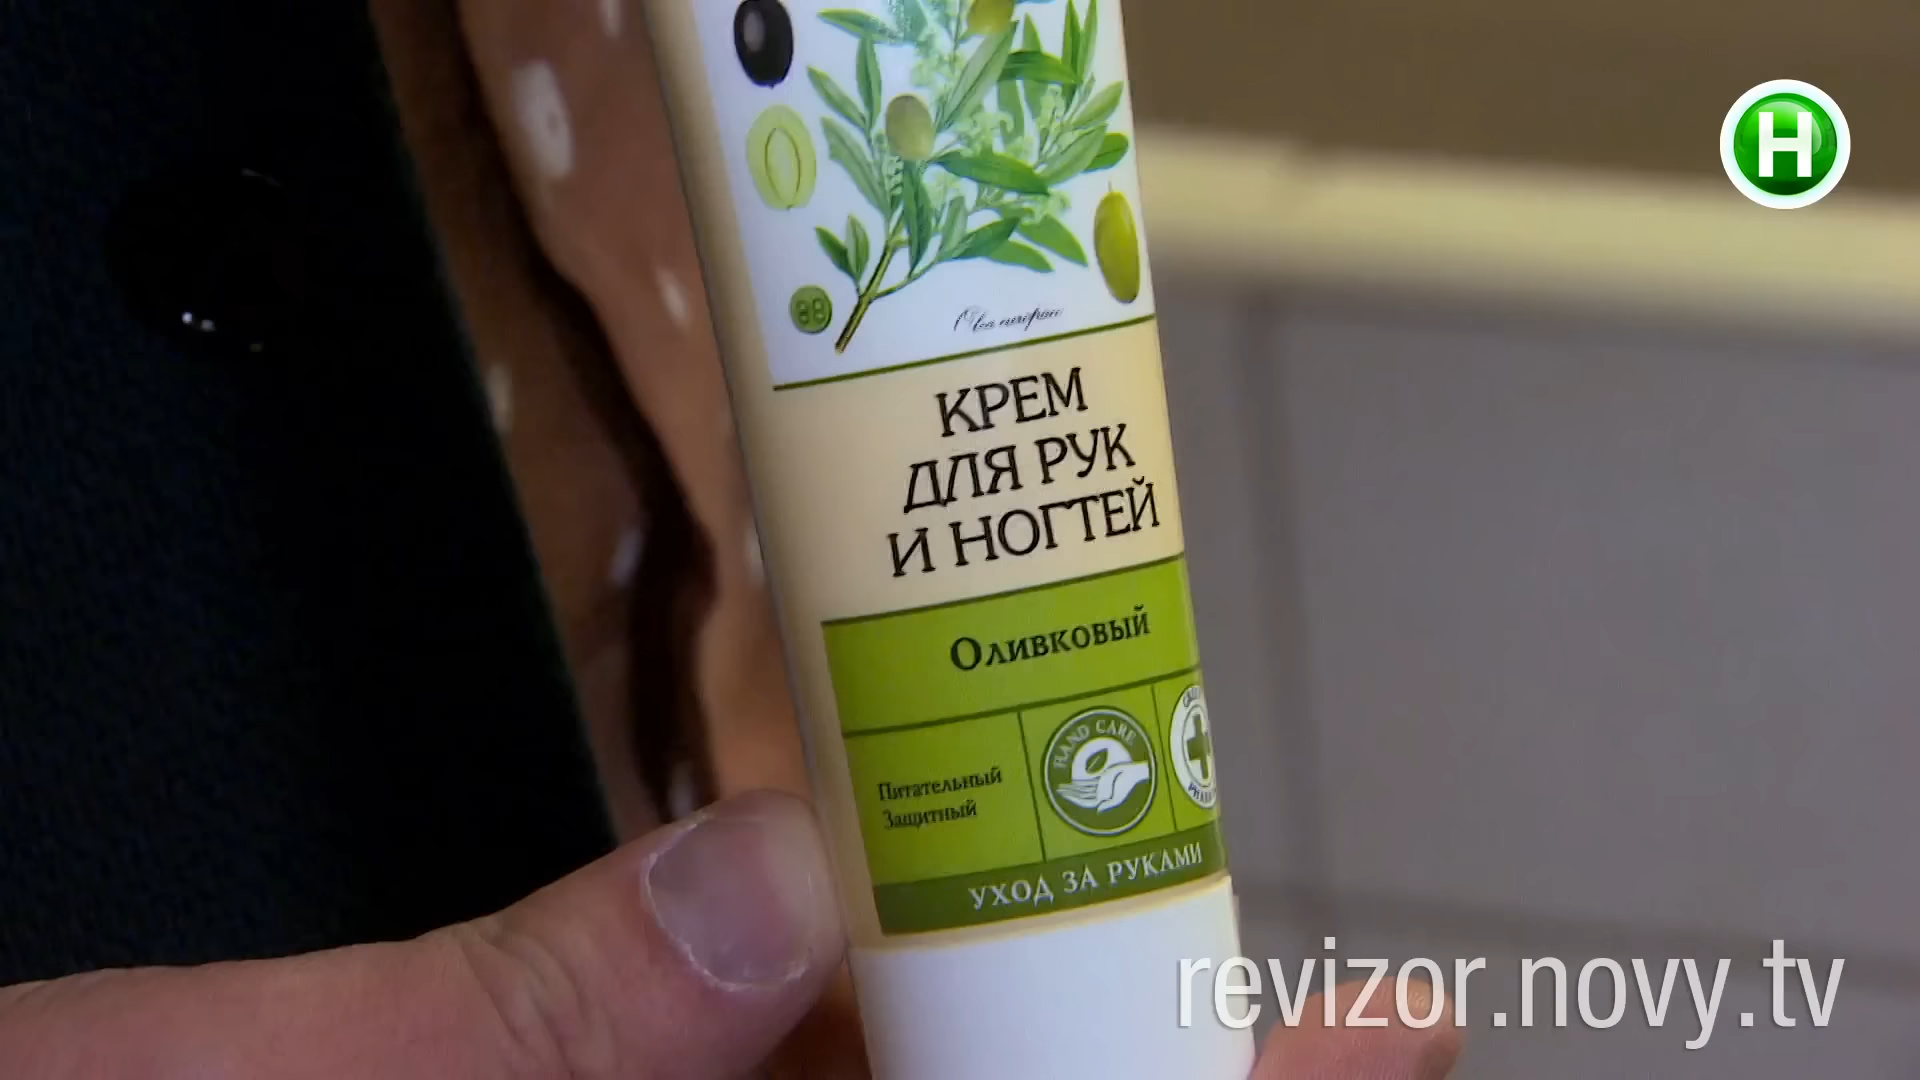 H
КРЕМ
ДЛЯ РУК
И НОГТЕЙ
Оливковый
HAND CARE
Питательный
Защитный
УХОД ЗА РУКАМИ
revizor.novy.tv